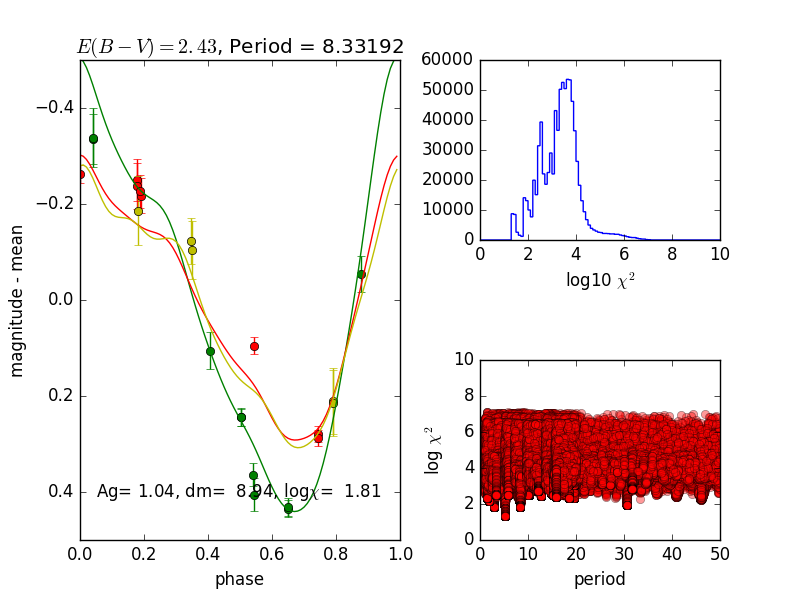 E(B − V) = 2.43, Period = 8.33192
magnitude - mean
−0.4
−0.2
0.0
0.2
0.4
Ag= 1.04, dm= 8.94, logχ= 1.81
0.0 0.2 0.4 0.6 0.8 1.0
phase
60000
50000
40000
30000
20000
10000
0
0 2 4 6 8 10
log10 χ²
log χ²
10
8
6
4
2
0
0 10 20 30 40 50
period